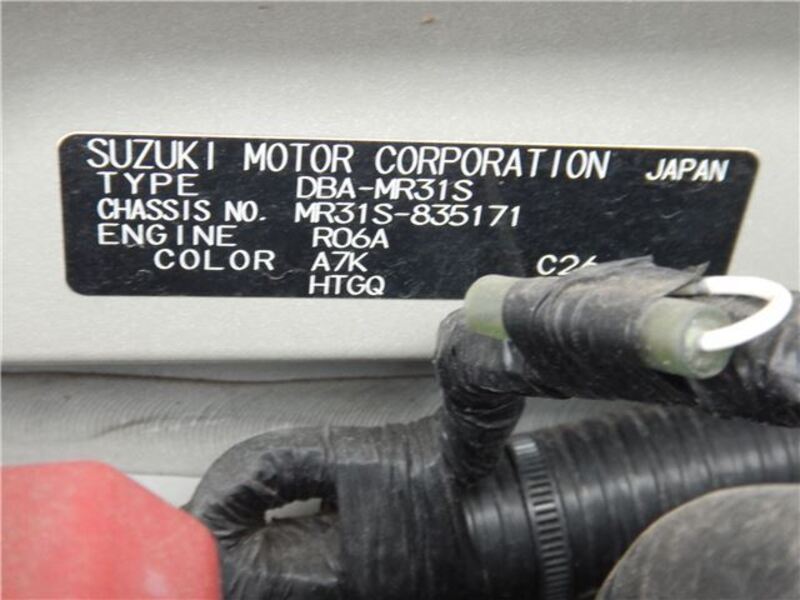 SUZUKI MOTOR CORPORATION JAPAN
TYPE DBA-MR31S
CHASSIS NO. MR31S-835171
ENGINE R06A
COLOR A7K
HTGQ